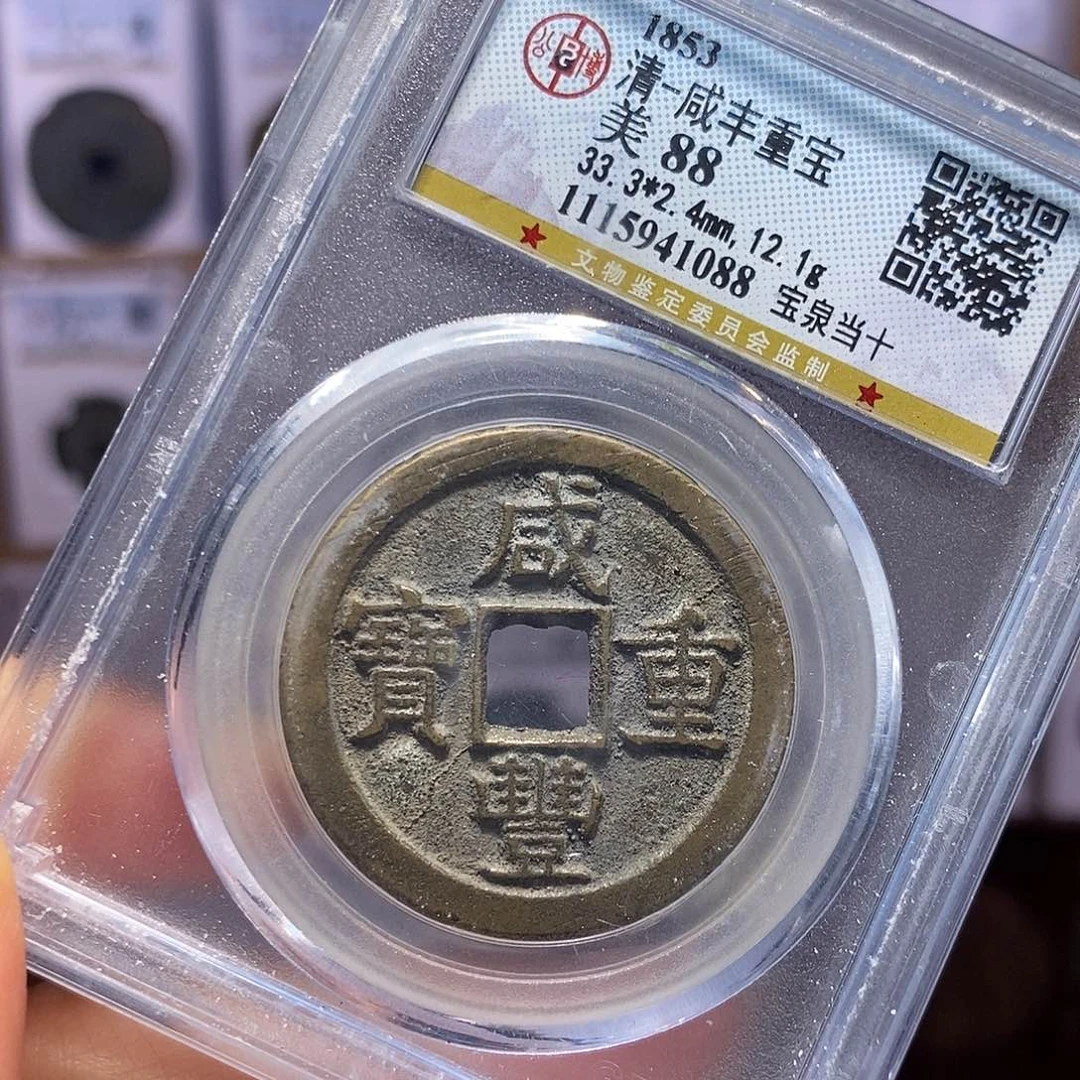 1853
清-咸丰重宝
美 88
33.3*2.4mm,12.1g
1115941088 宝泉当十
文物鉴定委员会监制
咸
寶 重
豐